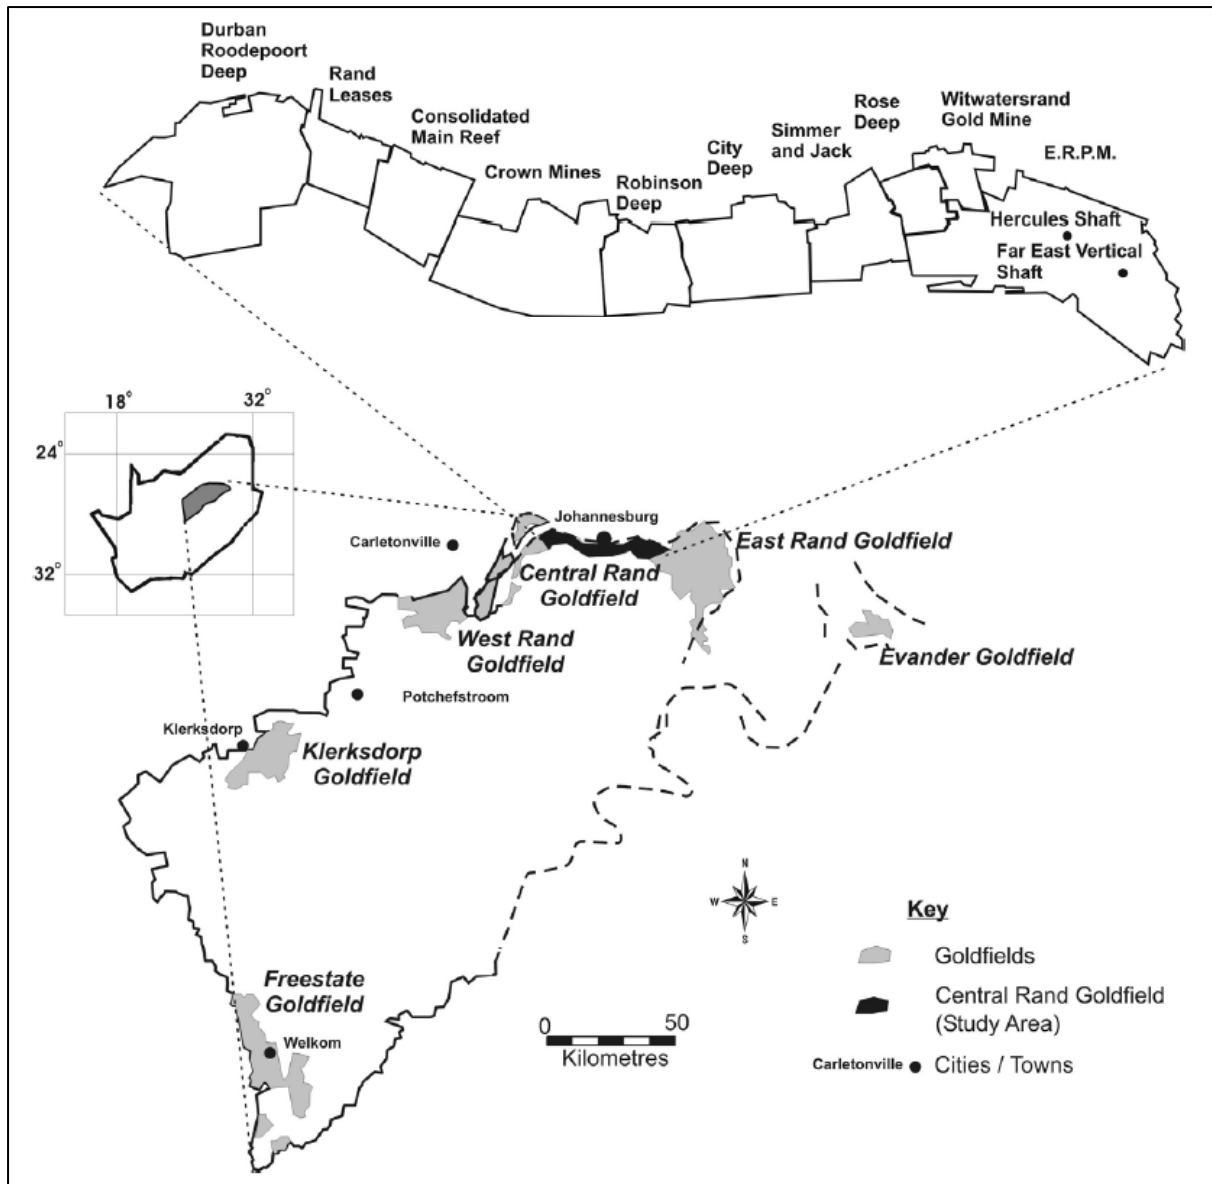 Durban
Roodepoort
Deep
Rand
Leases
Consolidated
Main Reef
Crown Mines
Robinson
Deep
City
Deep
Simmer
and Jack
Rose
Deep
Witwatersrand
Gold Mine
E.R.P.M.
Hercules Shaft
Far East Vertical
Shaft
18°
32°
24°
32°
Johannesburg
Carletonville
East Rand Goldfield
Central Rand
Goldfield
West Rand
Goldfield
Evander Goldfield
Potchefstroom
Klerksdorp
Klerksdorp
Goldfield
Freestate
Goldfield
Welkom
N
W
E
S
0
50
Kilometres
Key
Goldfields
Central Rand Goldfield
(Study Area)
Carletonville
Cities / Towns